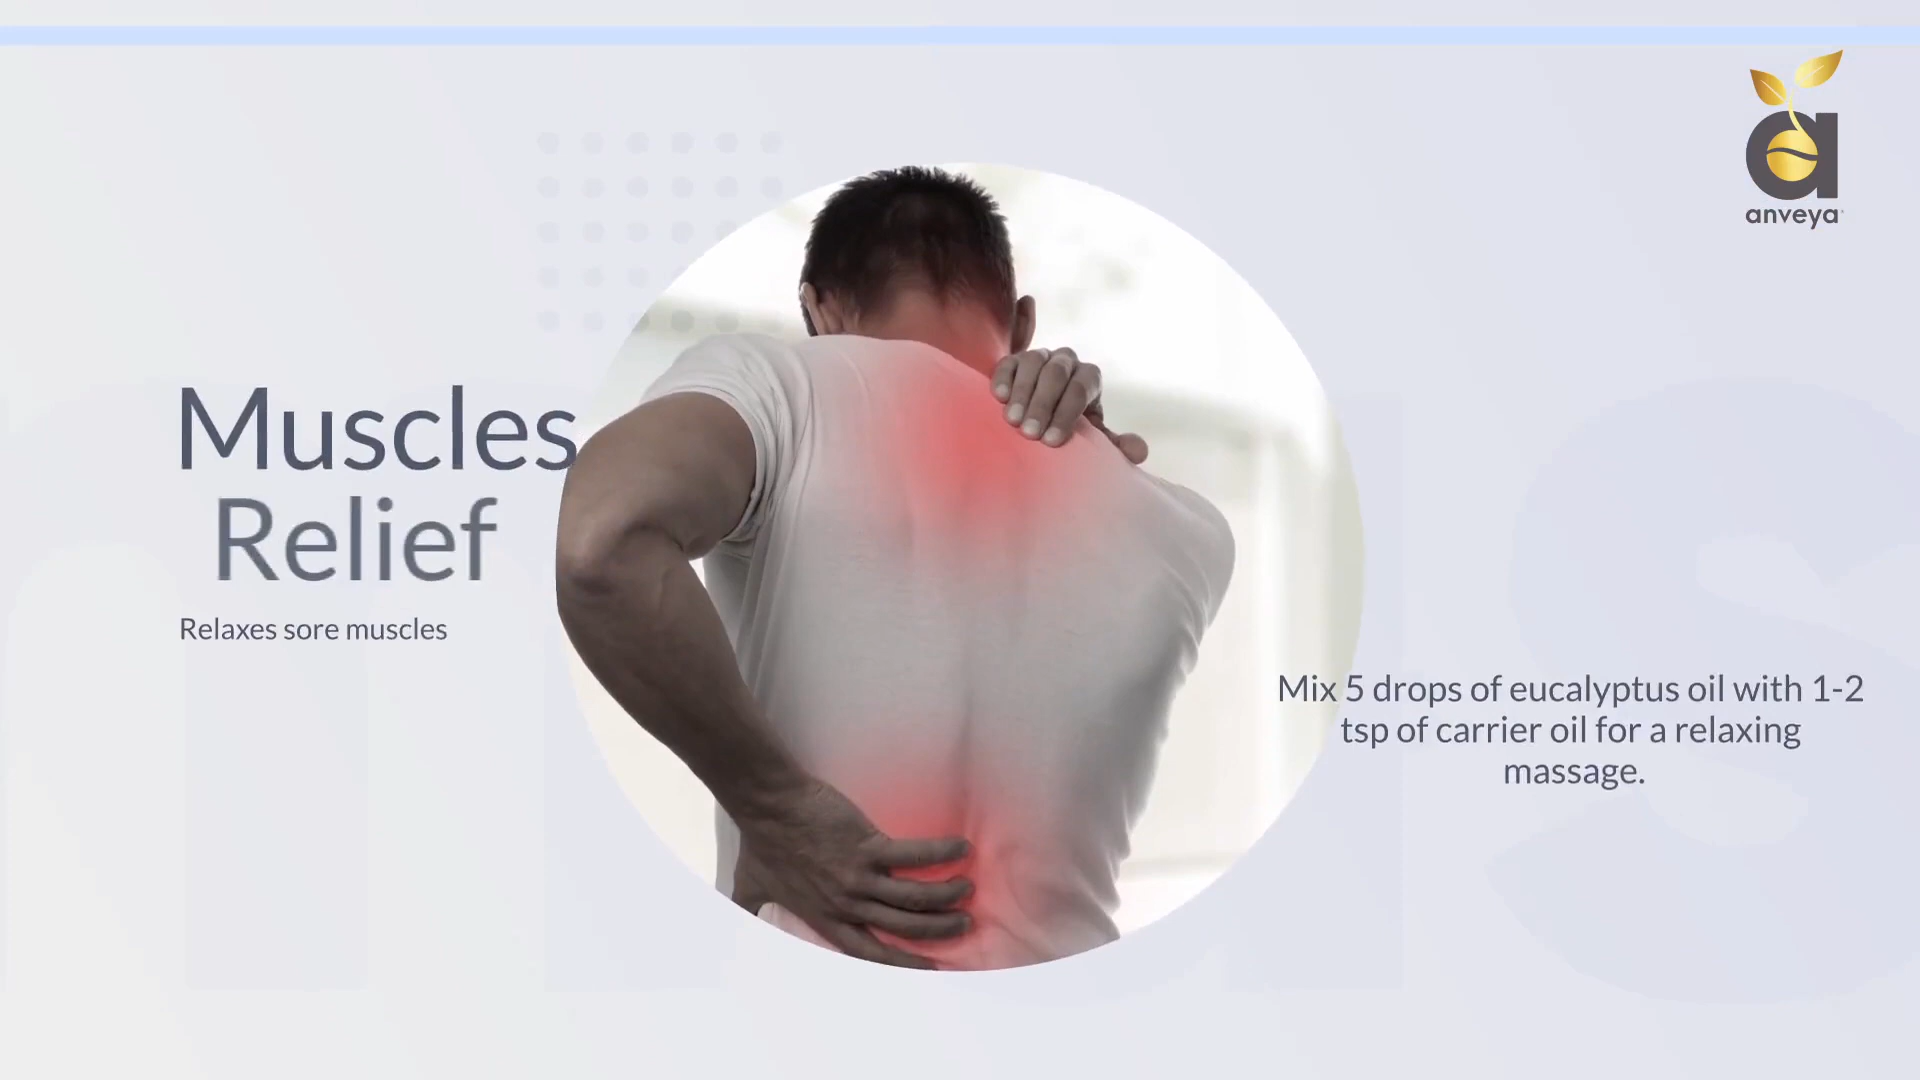 anveya
Muscles
Relief
Relaxes sore muscles
Mix 5 drops of eucalyptus oil with 1-2
tsp of carrier oil for a relaxing
massage.